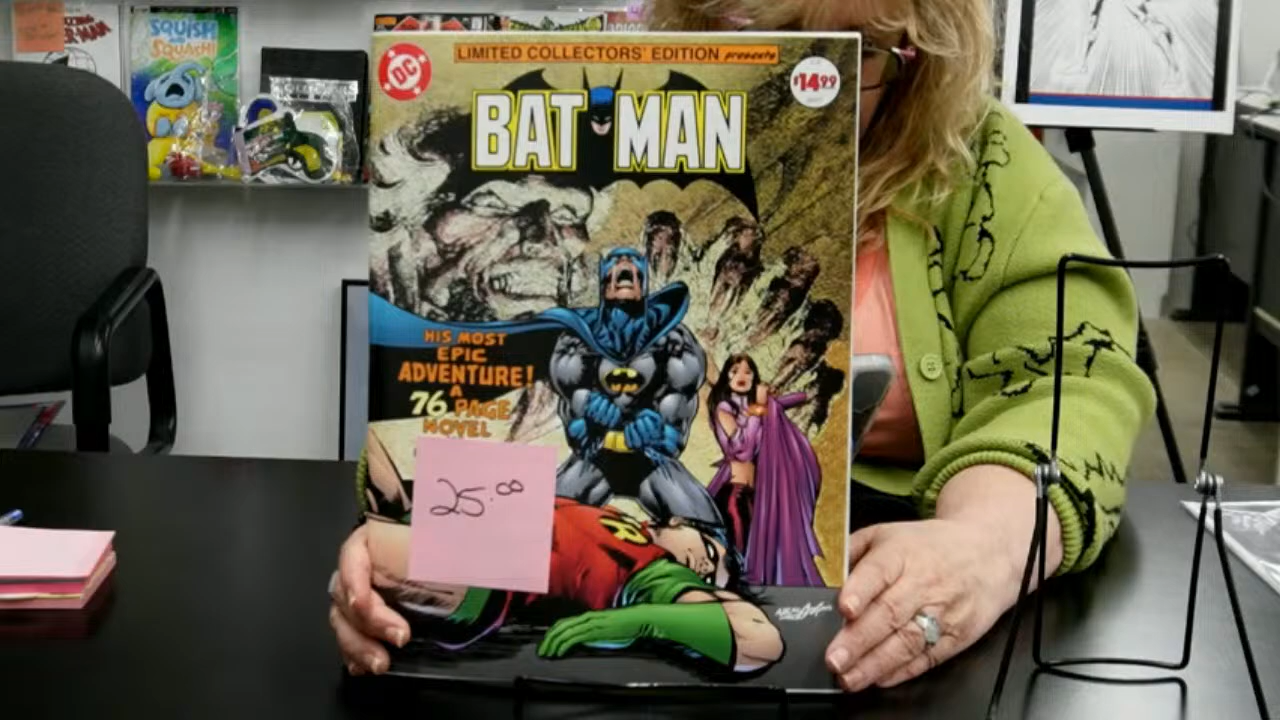 SQUISH
SQUASH!
DC
LIMITED COLLECTORS' EDITION presents
$14.99
BATMAN
HIS MOST
EPIC
ADVENTURE!
A
76 PAGE
NOVEL
25.00